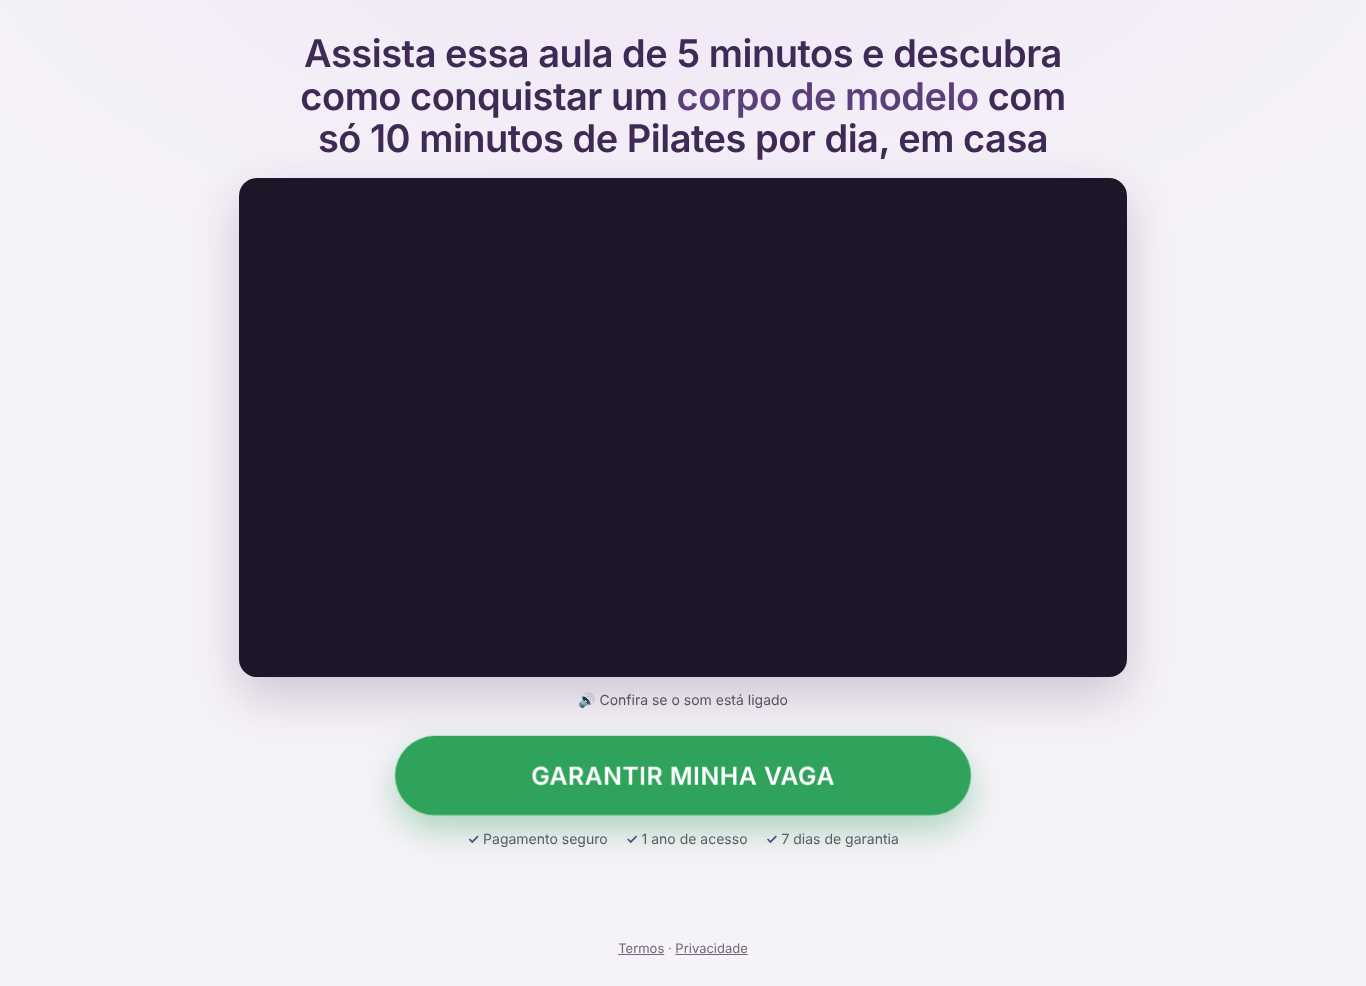 Assista essa aula de 5 minutos e descubra
como conquistar um corpo de modelo com
só 10 minutos de Pilates por dia, em casa
🔊 Confira se o som está ligado
GARANTIR MINHA VAGA
✓ Pagamento seguro ✓ 1 ano de acesso ✓ 7 dias de garantia
Termos · Privacidade